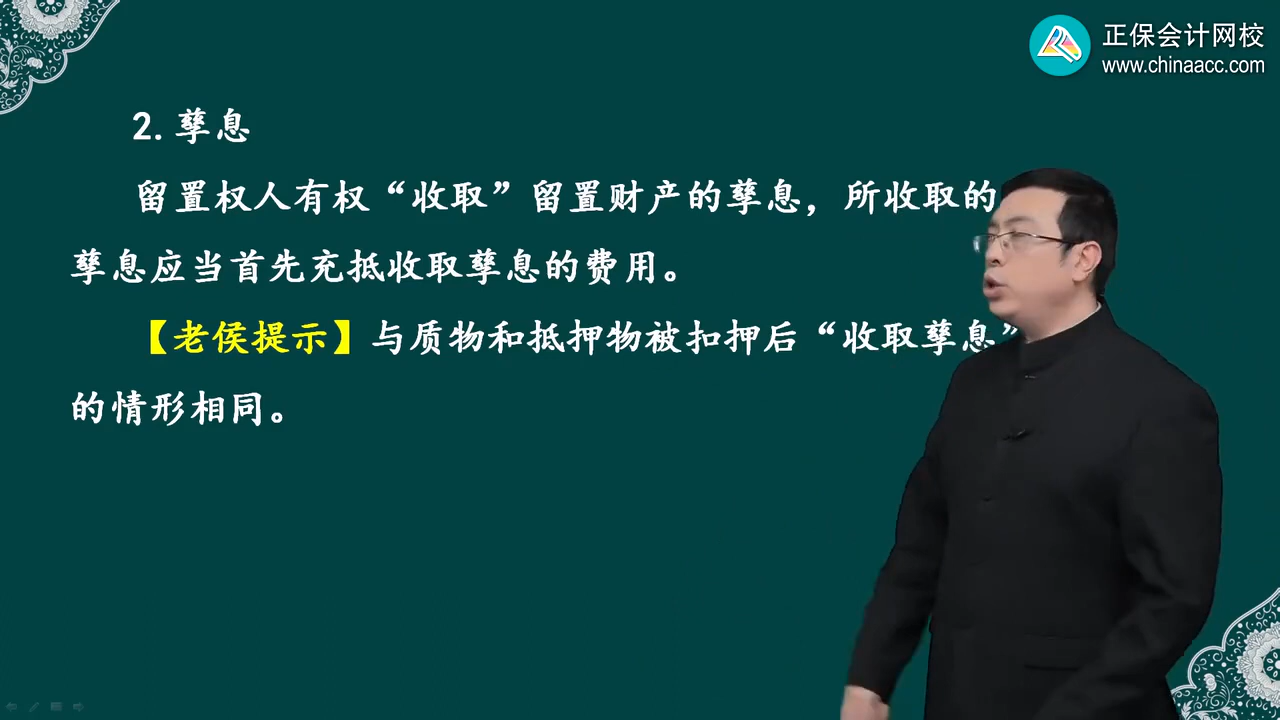 正保会计网校
www.chinaacc.com
2.孳息
留置权人有权“收取”留置财产的孳息，所收取的
孳息应当首先充抵收取孳息的费用。
【老侯提示】与质物和抵押物被扣押后“收取孳息”
的情形相同。